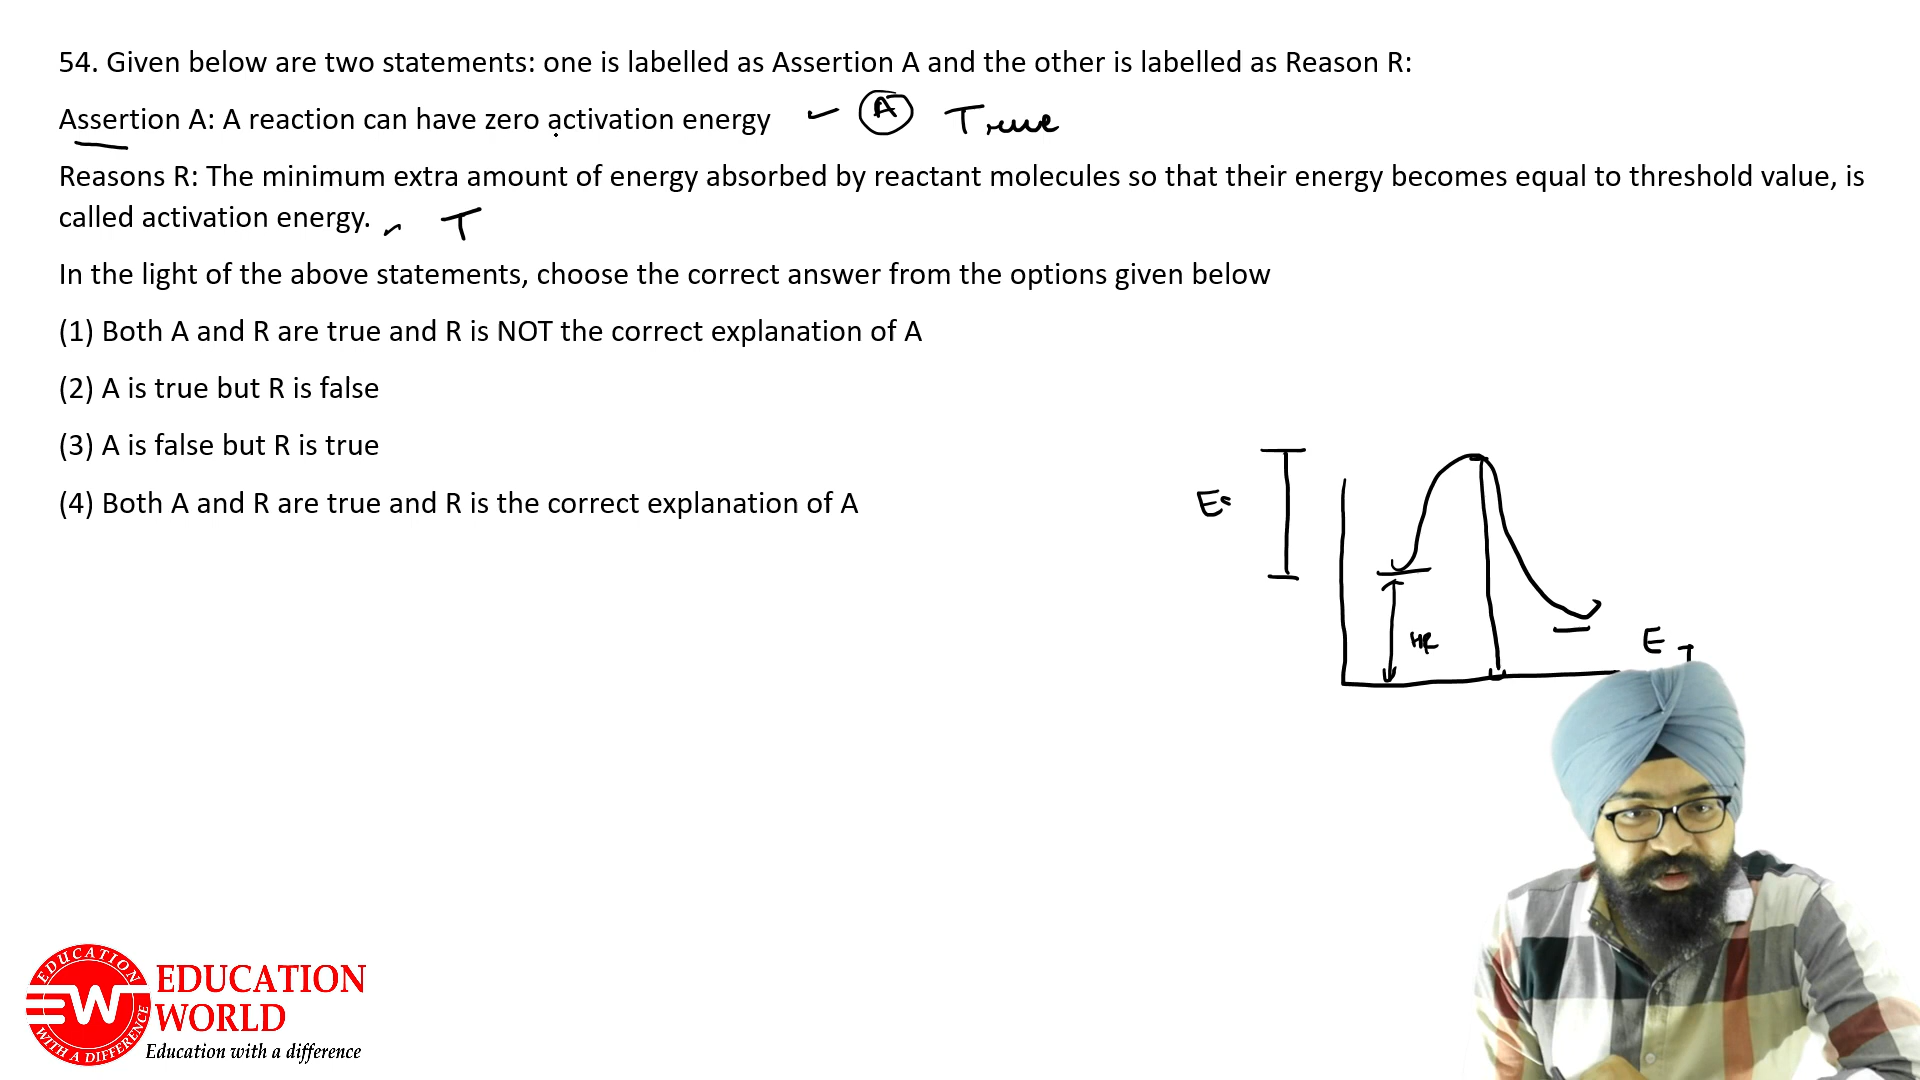 54. Given below are two statements: one is labelled as Assertion A and the other is labelled as Reason R:
Assertion A: A reaction can have zero activation energy A True
Reasons R: The minimum extra amount of energy absorbed by reactant molecules so that their energy becomes equal to threshold value, is
called activation energy. T
In the light of the above statements, choose the correct answer from the options given below
(1) Both A and R are true and R is NOT the correct explanation of A
(2) A is true but R is false
(3) A is false but R is true
(4) Both A and R are true and R is the correct explanation of A
HR
E
EDUCATION
WITH A DIFFERENCE
EW
EDUCATION
WORLD
Education with a difference